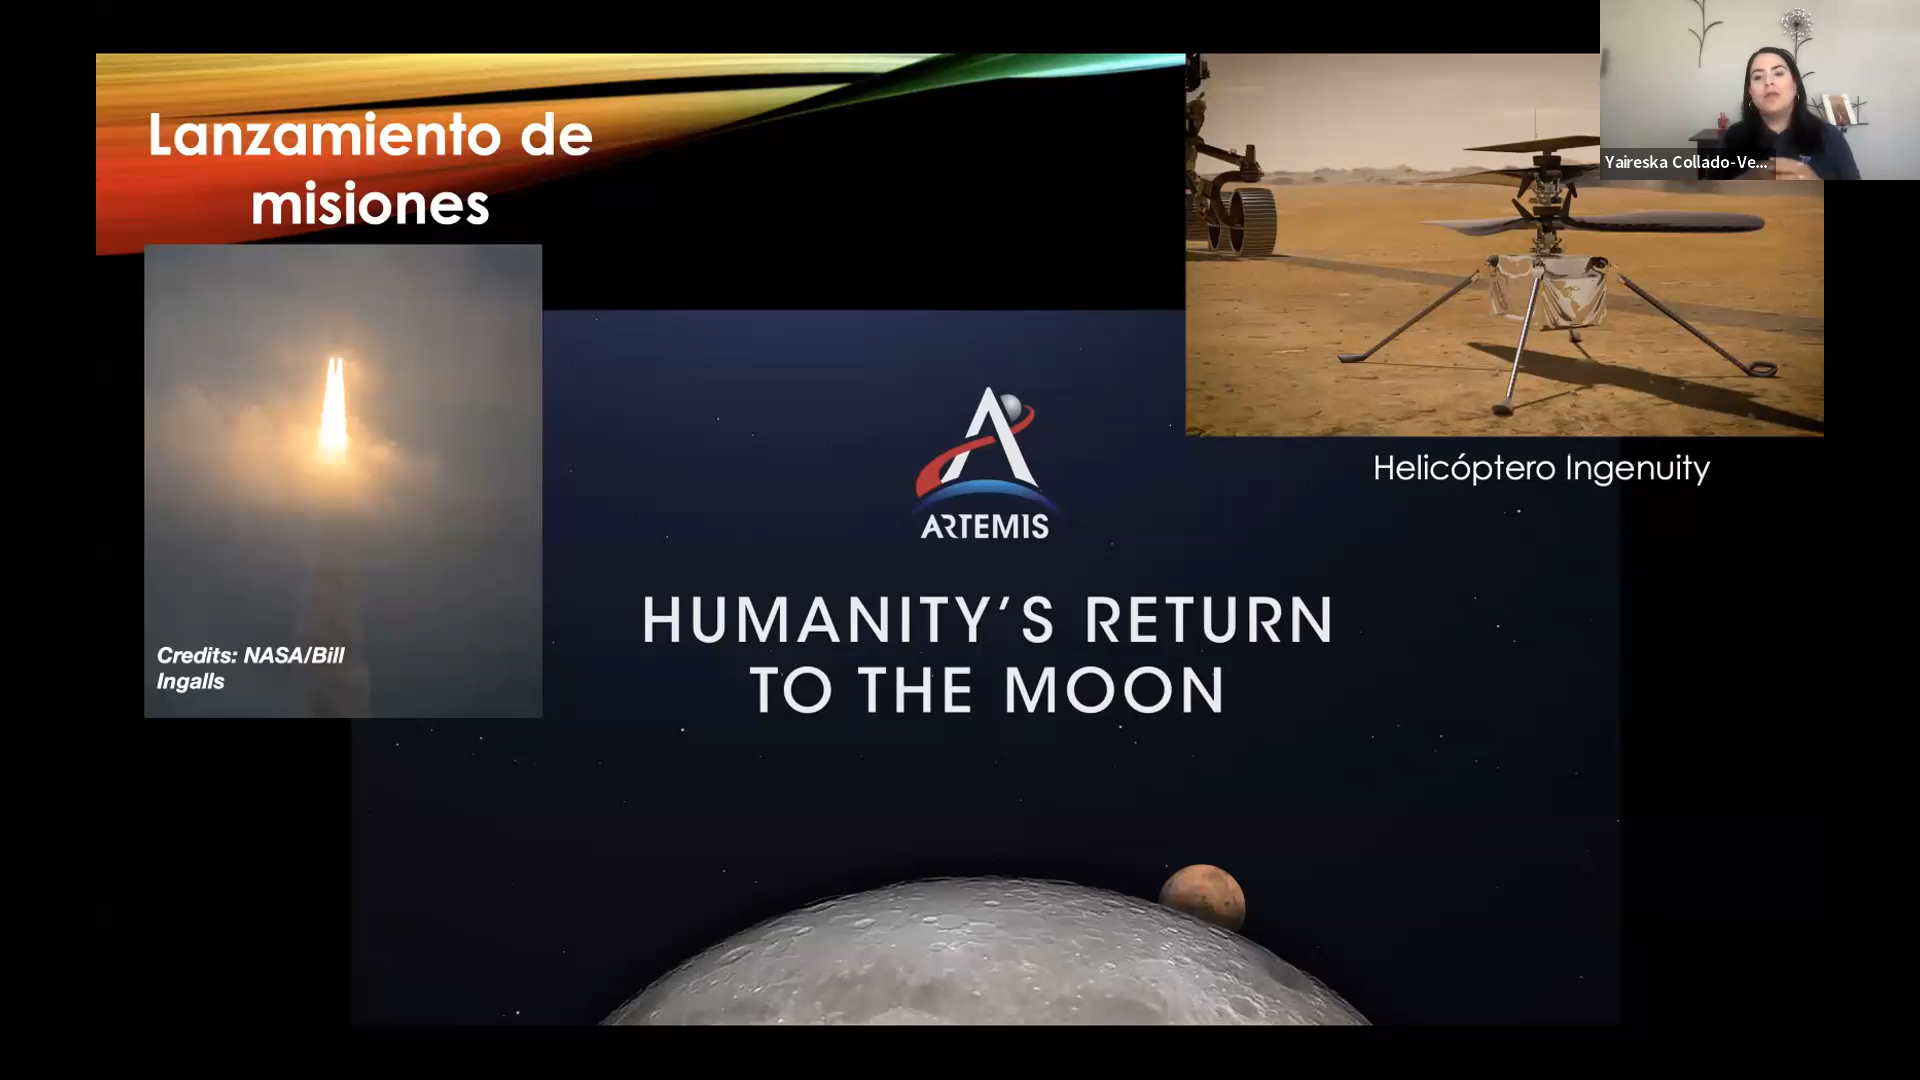 Lanzamiento de
misiones
Yaireska Collado-Ve...
Helicóptero Ingenuity
ARTEMIS
HUMANITY'S RETURN
TO THE MOON
Credits: NASA/Bill
Ingalls